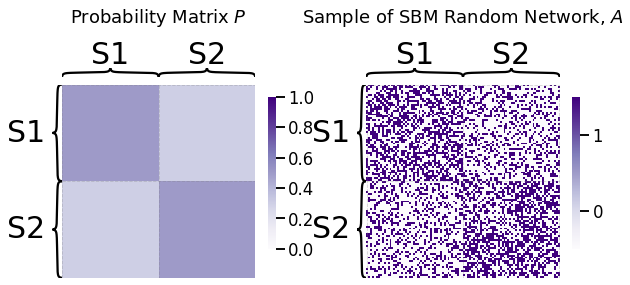 Probability Matrix P
S1 S2
S1
S2
1.0
0.8
0.6
0.4
0.2
0.0
Sample of SBM Random Network, A
S1 S2
S1
S2
1
0